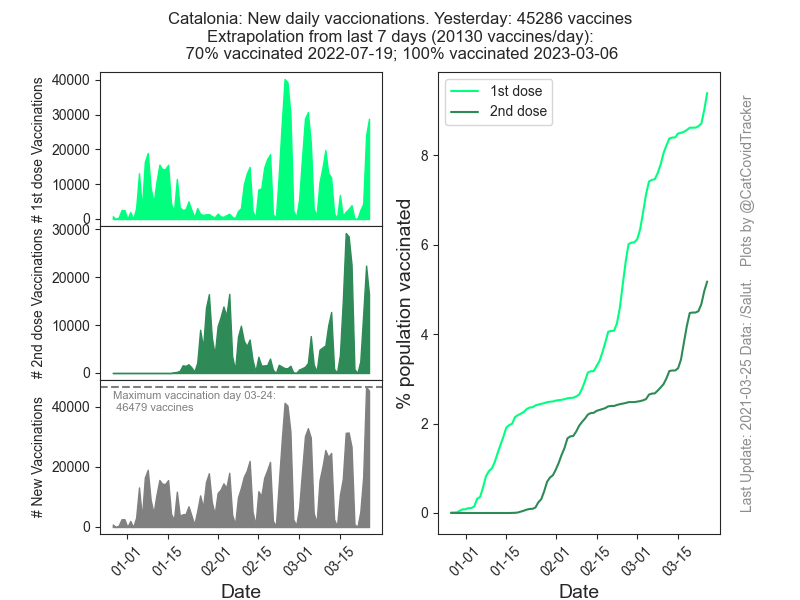 Catalonia: New daily vaccionations. Yesterday: 45286 vaccines
Extrapolation from last 7 days (20130 vaccines/day):
70% vaccinated 2022-07-19; 100% vaccinated 2023-03-06
# 1st dose Vaccinations
40000
30000
20000
10000
0
# 2nd dose Vaccinations
30000
20000
10000
0
# New Vaccinations
Maximum vaccination day 03-24:
46479 vaccines
40000
20000
0
01-01
01-15
02-01
02-15
03-01
03-15
Date
1st dose
2nd dose
% population vaccinated
8
6
4
2
0
01-01
01-15
02-01
02-15
03-01
03-15
Date
Last Update: 2021-03-25 Data: /Salut. Plots by @CatCovidTracker